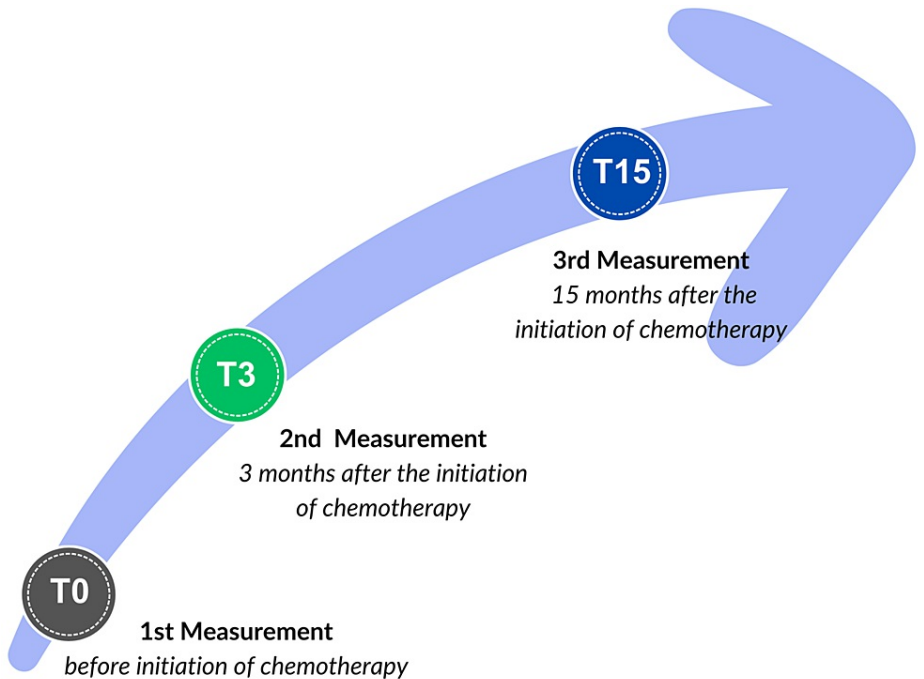 T15
3rd Measurement
15 months after the
initiation of chemotherapy
T3
2nd  Measurement
3 months after the initiation
of chemotherapy
T0
1st Measurement
before initiation of chemotherapy